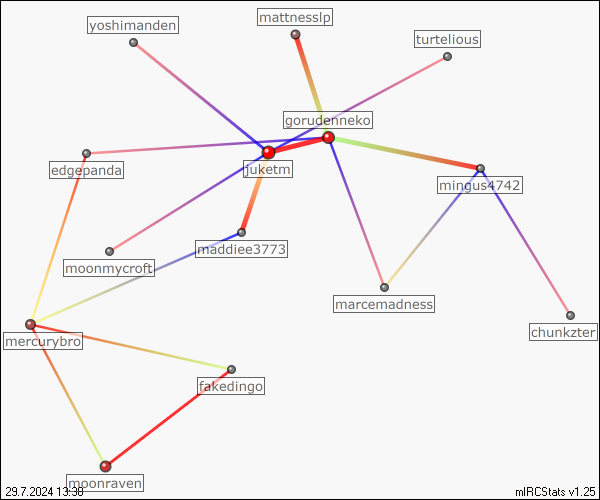 mattnesslp
yoshimanden
turtelious
gorudenneko
edgepanda
juketm
mingus4742
maddiee3773
moonmycroft
marcemadness
chunkzter
mercurybro
fakedingo
moonraven
29.7.2024 13:38
mIRCStats v1.25